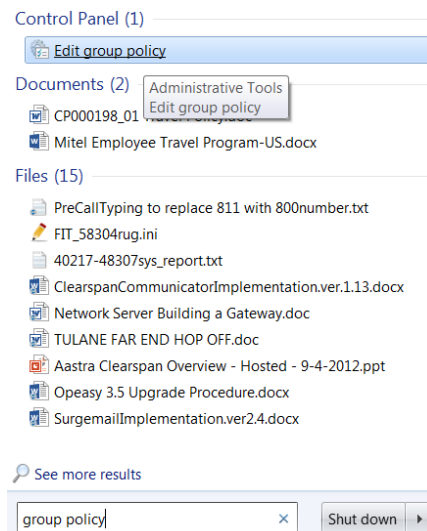 Control Panel (1)
Edit group policy
Documents (2)
Administrative Tools
Edit group policy
CP000198_01 Travel Policy.doc
Mitel Employee Travel Program-US.docx
Files (15)
PreCallTyping to replace 811 with 800number.txt
FIT_58304rug.ini
40217-48307sys_report.txt
ClearspanCommunicatorImplementation.ver.1.13.docx
Network Server Building a Gateway.doc
TULANE FAR END HOP OFF.doc
Aastra Clearspan Overview - Hosted - 9-4-2012.ppt
Opeasy 3.5 Upgrade Procedure.docx
SurgemailImplementation.ver2.4.docx
See more results
group policy
Shut down